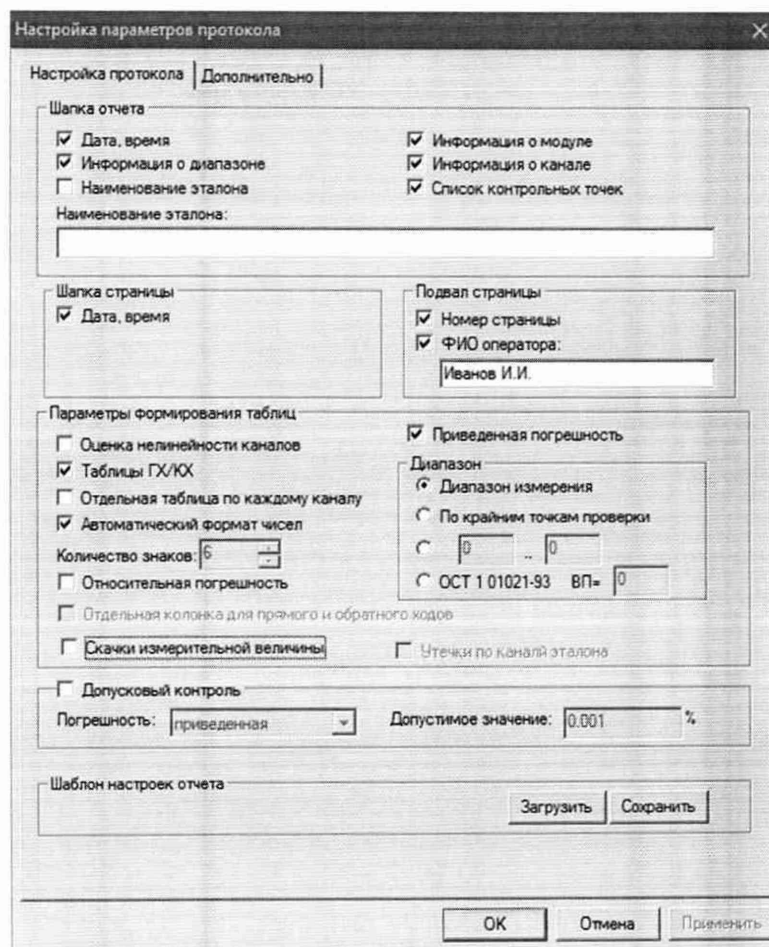 Настройка параметров протокола
Настройка протокола Дополнительно
Шапка отчета
Дата, время Информация о модуле
Информация о диапазоне Информация о канале
Наименование эталона Список контрольных точек
Наименование эталона:
Шапка страницы Подвал страницы
Дата, время Номер страницы
ФИО оператора:
Иванов И.И.
Параметры формирования таблиц
Оценка нелинейности каналов Приведенная погрешность
Таблицы ГХ/КХ Диапазон
Отдельная таблица по каждому каналу Диапазон измерения
Автоматический формат чисел По крайним точкам проверки
Количество знаков: 6 0 .. 0
Относительная погрешность ОСТ 1 01021-93 ВП= 0
Отдельная колонка для прямого и обратного ходов
Скачки измерительной величины Утечки по каналй эталона
Допусковый контроль
Погрешность: приведенная Допустимое значение: 0.001 %
Шаблон настроек отчета
Загрузить Сохранить
ОК Отмена Применить